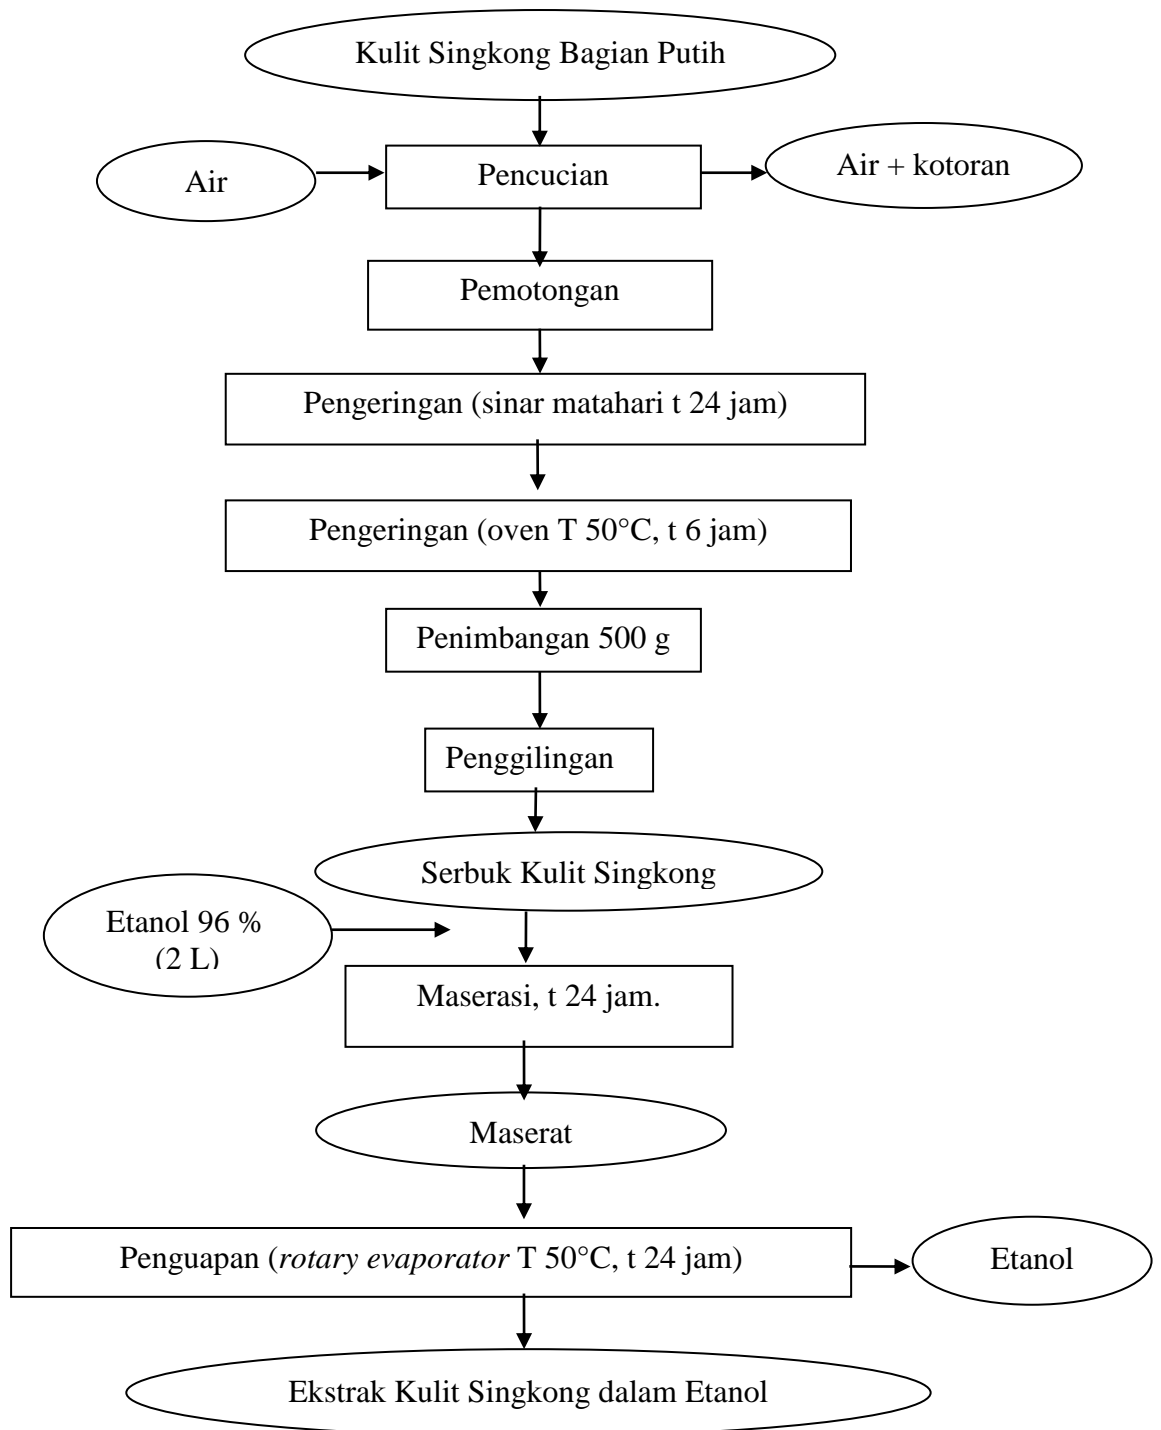 Kulit Singkong Bagian Putih
Air
Pencucian
Air + kotoran
Pemotongan
Pengeringan (sinar matahari t 24 jam)
Pengeringan (oven T 50°C, t 6 jam)
Penimbangan 500 g
Penggilingan
Serbuk Kulit Singkong
Etanol 96 %
(2 L)
Maserasi, t 24 jam.
Maserat
Penguapan (rotary evaporator T 50°C, t 24 jam)
Etanol
Ekstrak Kulit Singkong dalam Etanol